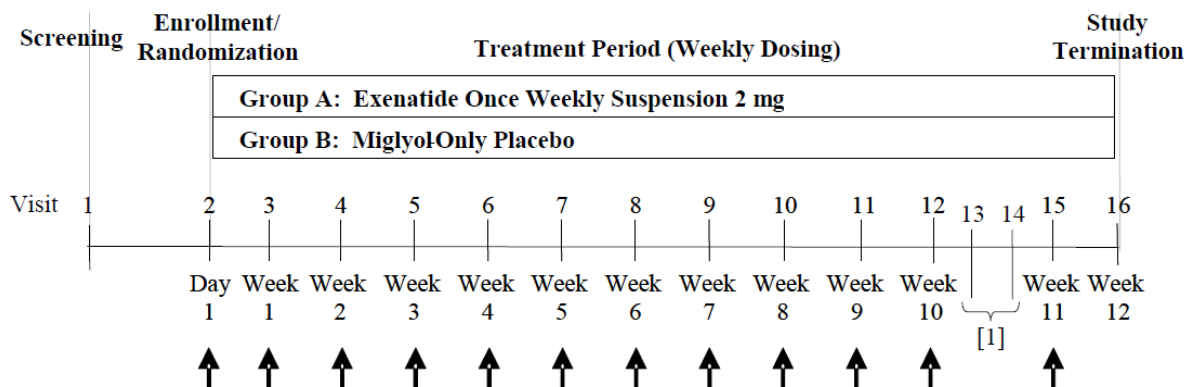 Screening
Enrollment/
Randomization
Treatment Period (Weekly Dosing)
Study
Termination
Group A: Exenatide Once Weekly Suspension 2 mg
Group B: Miglyol-Only Placebo
Visit 1 2 3 4 5 6 7 8 9 10 11 12 13 14 15 16
Day Week Week Week Week Week Week Week Week Week Week Week Week
1 1 2 3 4 5 6 7 8 9 10 11 12
[1]